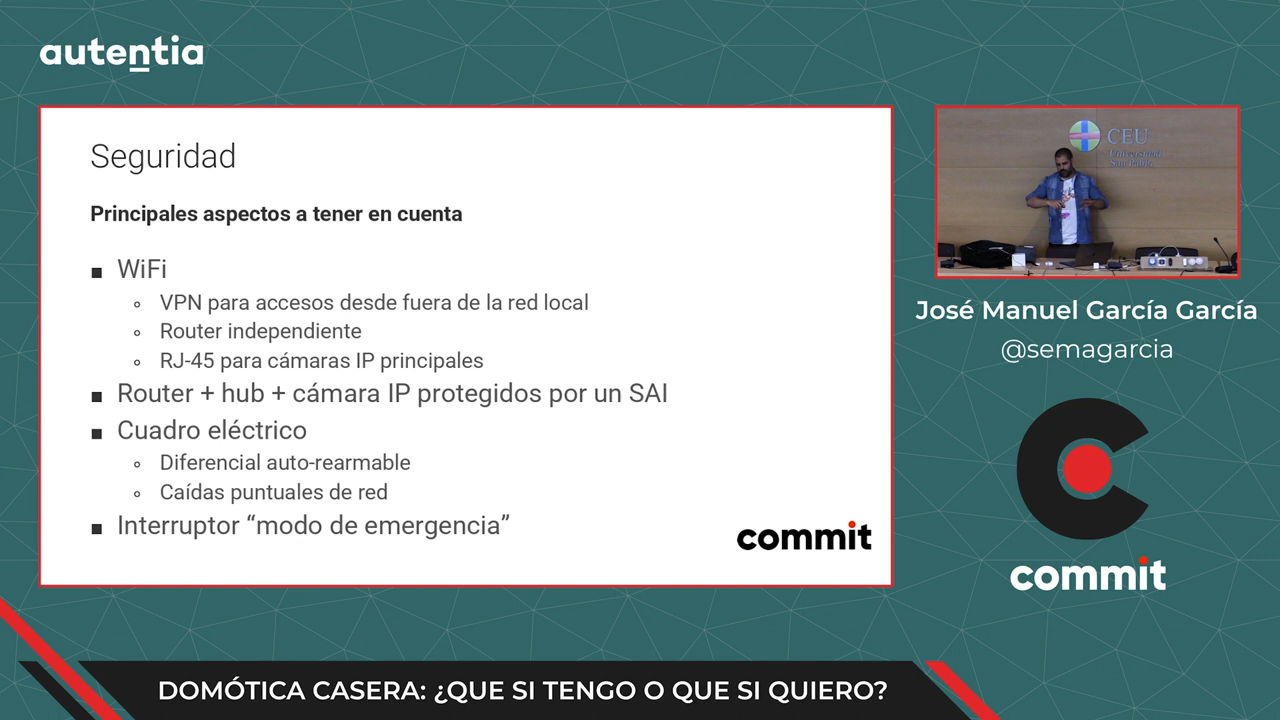 autentia
Seguridad
Principales aspectos a tener en cuenta
■ WiFi
◦ VPN para accesos desde fuera de la red local
◦ Router independiente
◦ RJ-45 para cámaras IP principales
■ Router + hub + cámara IP protegidos por un SAI
■ Cuadro eléctrico
◦ Diferencial auto-rearmable
◦ Caídas puntuales de red
■ Interruptor “modo de emergencia”
commit
CEU
Universidad
San Pablo
José Manuel García García
@semagarcia
commit
DOMÓTICA CASERA: ¿QUE SI TENGO O QUE SI QUIERO?